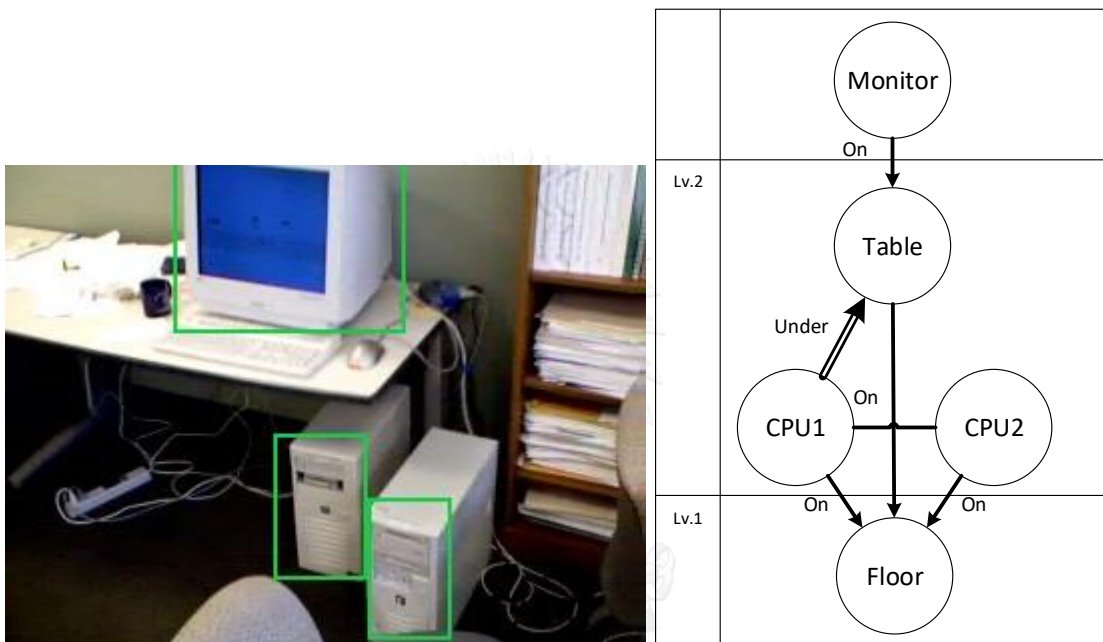 Monitor
On
Lv.2
Table
Under
On
CPU1
CPU2
On
On
Lv.1
Floor